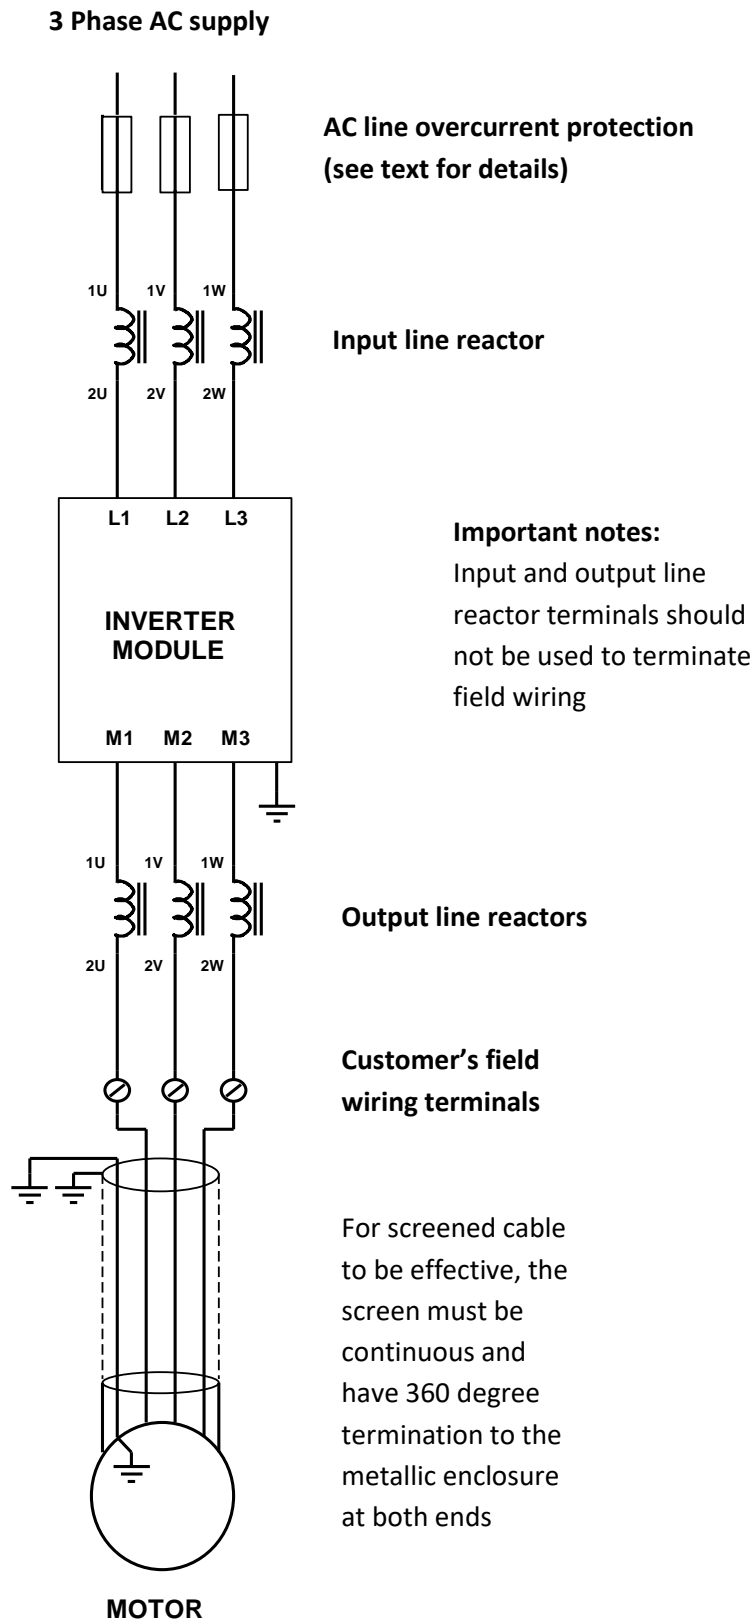 3 Phase AC supply
AC line overcurrent protection
(see text for details)
1U 1V 1W
Input line reactor
2U 2V 2W
L1 L2 L3
INVERTER
MODULE
Important notes:
Input and output line
reactor terminals should
not be used to terminate
field wiring
M1 M2 M3
1U 1V 1W
Output line reactors
2U 2V 2W
Customer’s field
wiring terminals
For screened cable
to be effective, the
screen must be
continuous and
have 360 degree
termination to the
metallic enclosure
at both ends
MOTOR